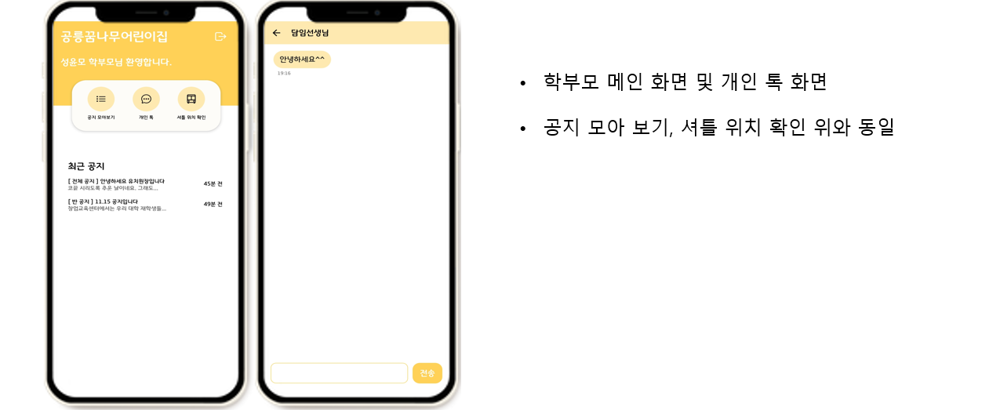 공릉꿈나무어린이집
성윤모 학부모님 환영합니다.
공지 모아보기
개인 톡
셔틀 위치 확인
최근 공지
[ 전체 공지 ] 안녕하세요 유치원장입니다
코끝 시리도록 추운 날이네요. 그래도...
45분 전
[ 반 공지 ] 11.15 공지입니다
창업교육센터에서는 우리 대학 재학생들...
49분 전
담임선생님
안녕하세요^^
19:16
전송
• 학부모 메인 화면 및 개인 톡 화면
• 공지 모아 보기, 셔틀 위치 확인 위와 동일